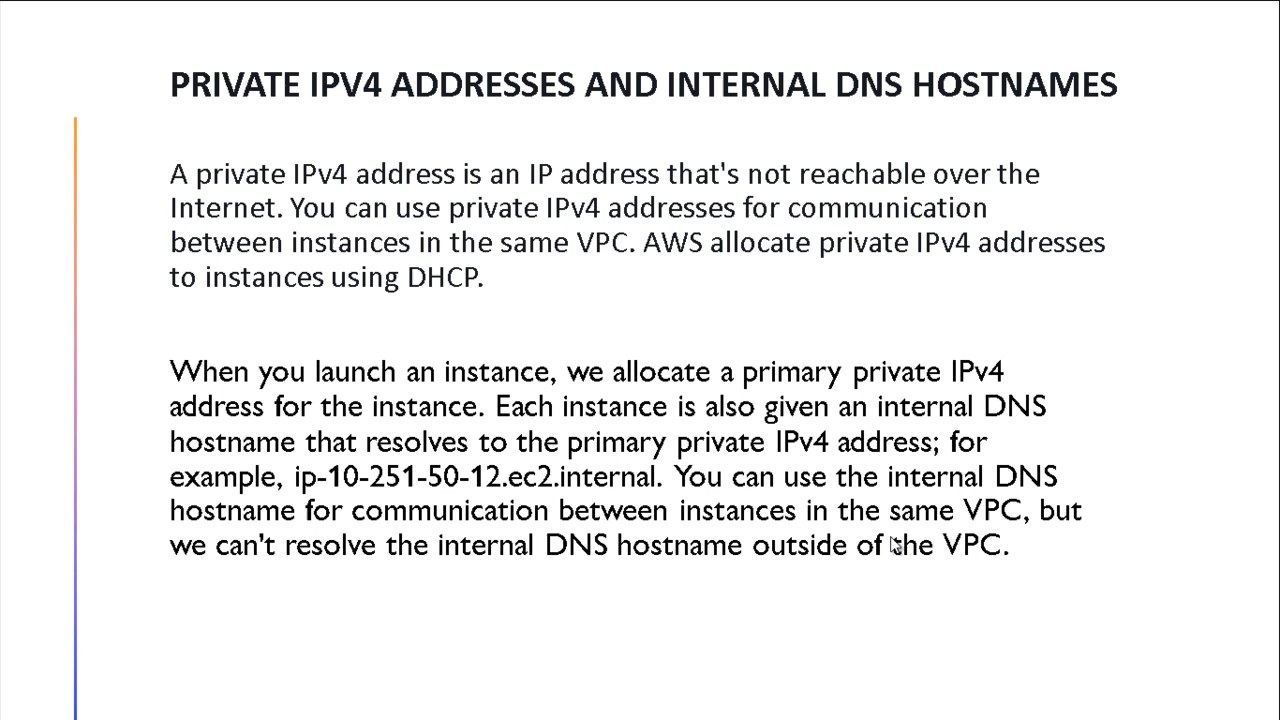 PRIVATE IPV4 ADDRESSES AND INTERNAL DNS HOSTNAMES
A private IPv4 address is an IP address that's not reachable over the
Internet. You can use private IPv4 addresses for communication
between instances in the same VPC. AWS allocate private IPv4 addresses
to instances using DHCP.
When you launch an instance, we allocate a primary private IPv4
address for the instance. Each instance is also given an internal DNS
hostname that resolves to the primary private IPv4 address; for
example, ip-10-251-50-12.ec2.internal. You can use the internal DNS
hostname for communication between instances in the same VPC, but
we can't resolve the internal DNS hostname outside of the VPC.